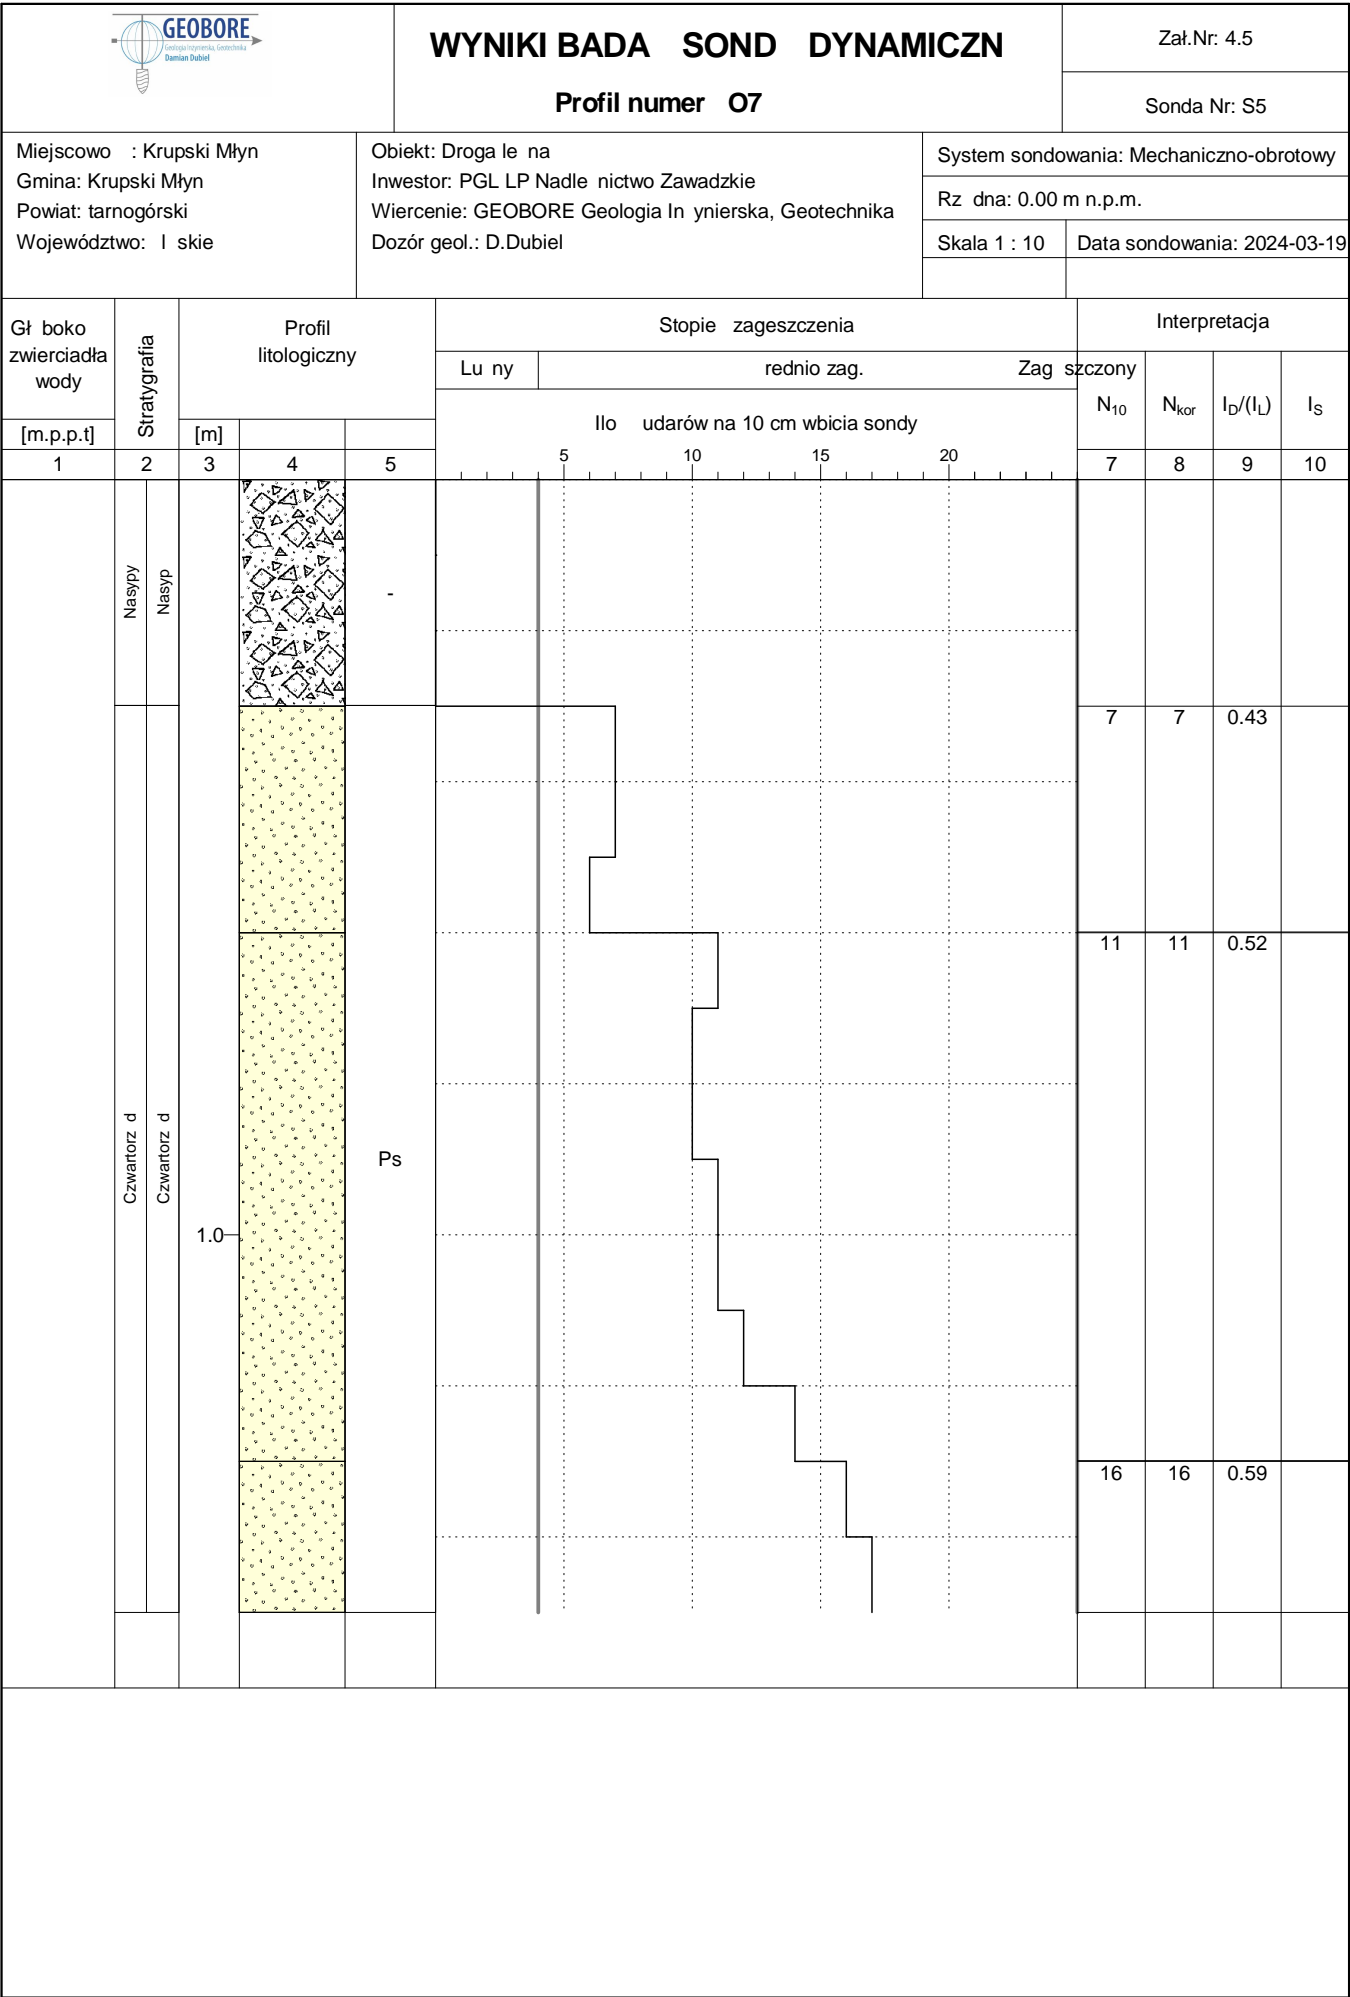 GEOBORE
Geologia Inżynierska, Geotechnika
Damian Dubiel
WYNIKI BADA SOND DYNAMICZN
Profil numer O7
Zał.Nr: 4.5
Sonda Nr: S5
Miejscowo : Krupski Młyn
Gmina: Krupski Młyn
Powiat: tarnogórski
Województwo: l skie
Obiekt: Droga le na
Inwestor: PGL LP Nadle nictwo Zawadzkie
Wiercenie: GEOBORE Geologia In ynierska, Geotechnika
Dozór geol.: D.Dubiel
System sondowania: Mechaniczno-obrotowy
Rz dna: 0.00 m n.p.m.
Skala 1 : 10 Data sondowania: 2024-03-19
Gł boko
zwierciadła
wody
[m.p.p.t]
Stratygrafia
Profil
litologiczny
[m]
Stopie zageszczenia
Lu ny rednio zag. Zag szczony
Ilo udarów na 10 cm wbicia sondy
5 10 15 20
Interpretacja
N10 Nkor ID/(IL) IS
1 2 3 4 5 7 8 9 10
Nasypy Nasyp -
7 7 0.43
11 11 0.52
Czwartorz d Czwartorz d Ps
1.0
16 16 0.59